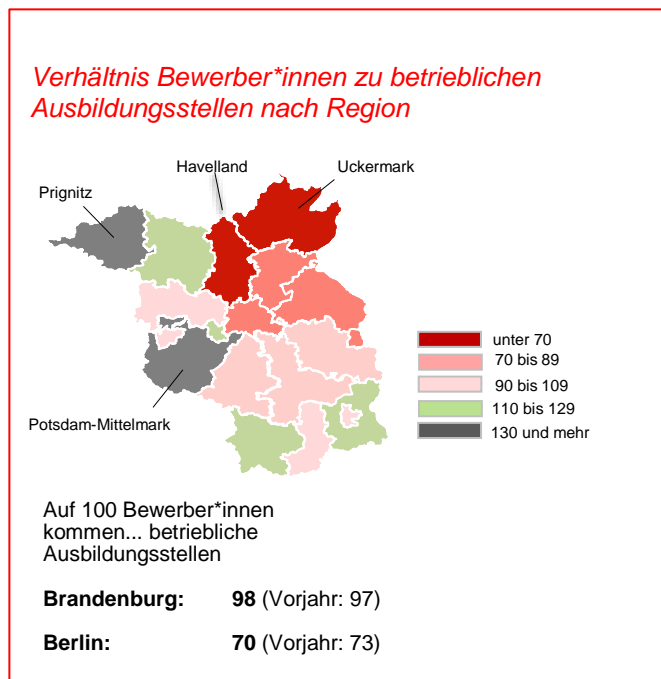 Verhältnis Bewerber*innen zu betrieblichen
Ausbildungsstellen nach Region
Havelland
Uckermark
Prignitz
Potsdam-Mittelmark
unter 70
70 bis 89
90 bis 109
110 bis 129
130 und mehr
Auf 100 Bewerber*innen
kommen... betriebliche
Ausbildungsstellen
Brandenburg: 98 (Vorjahr: 97)
Berlin: 70 (Vorjahr: 73)